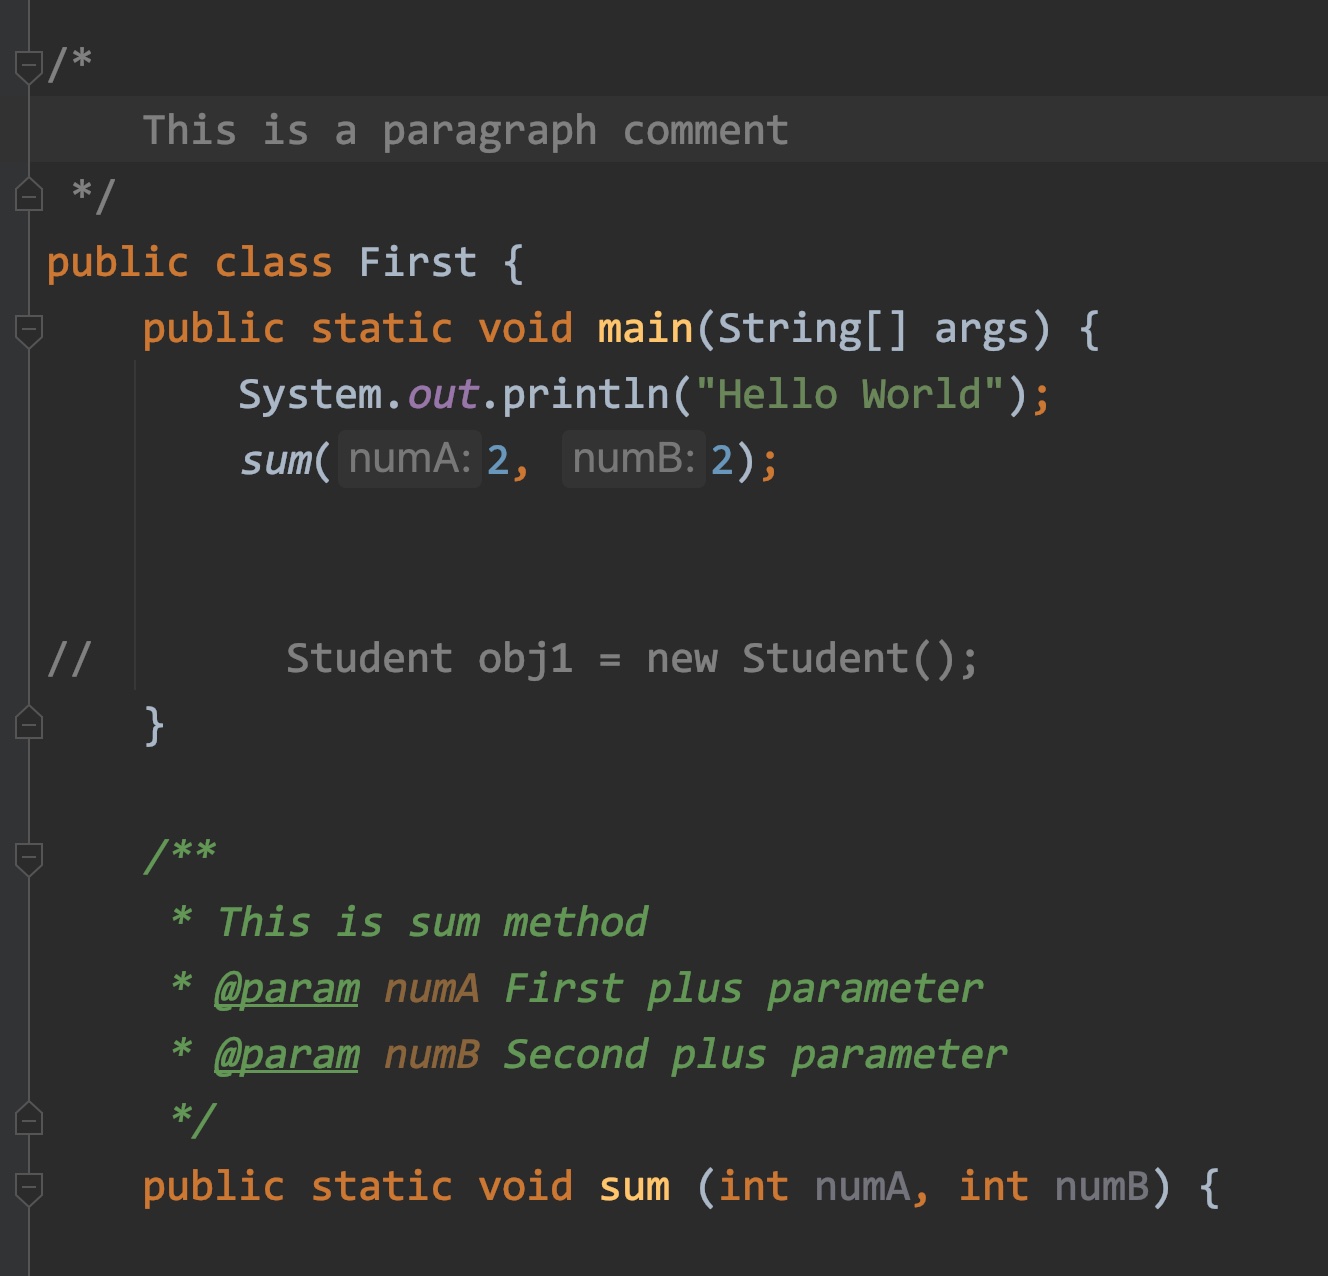 /*
    This is a paragraph comment
 */
public class First {
    public static void main(String[] args) {
        System.out.println("Hello World");
        sum( numA: 2,  numB: 2);
//        Student obj1 = new Student();
    }
    /**
     * This is sum method
     * @param numA First plus parameter
     * @param numB Second plus parameter
     */
    public static void sum (int numA, int numB) {